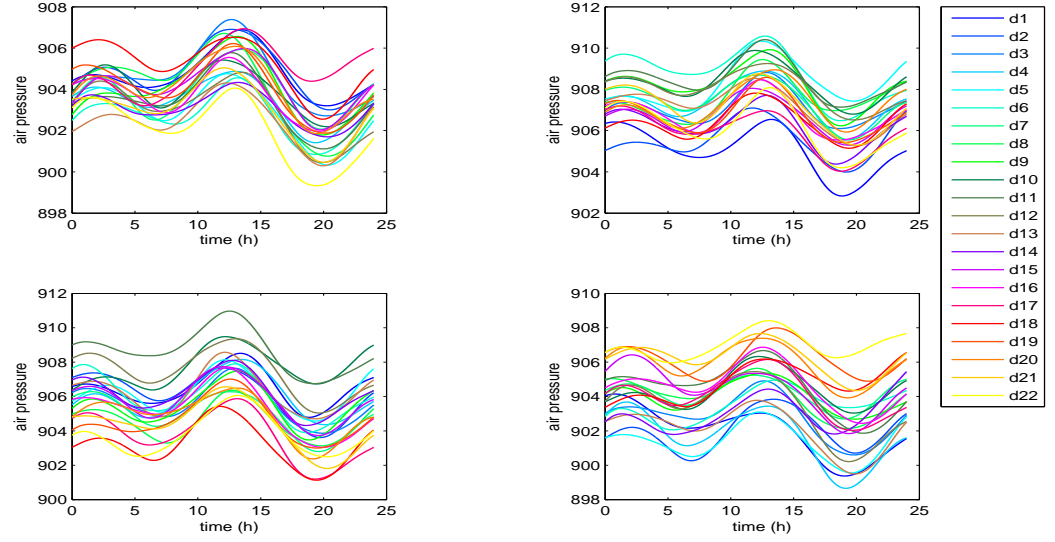 908
906
904
902
900
898
0 5 10 15 20 25
time (h)
air pressure
912
910
908
906
904
902
0 5 10 15 20 25
time (h)
air pressure
912
910
908
906
904
902
900
0 5 10 15 20 25
time (h)
air pressure
910
908
906
904
902
900
898
0 5 10 15 20 25
time (h)
air pressure
d1
d2
d3
d4
d5
d6
d7
d8
d9
d10
d11
d12
d13
d14
d15
d16
d17
d18
d19
d20
d21
d22